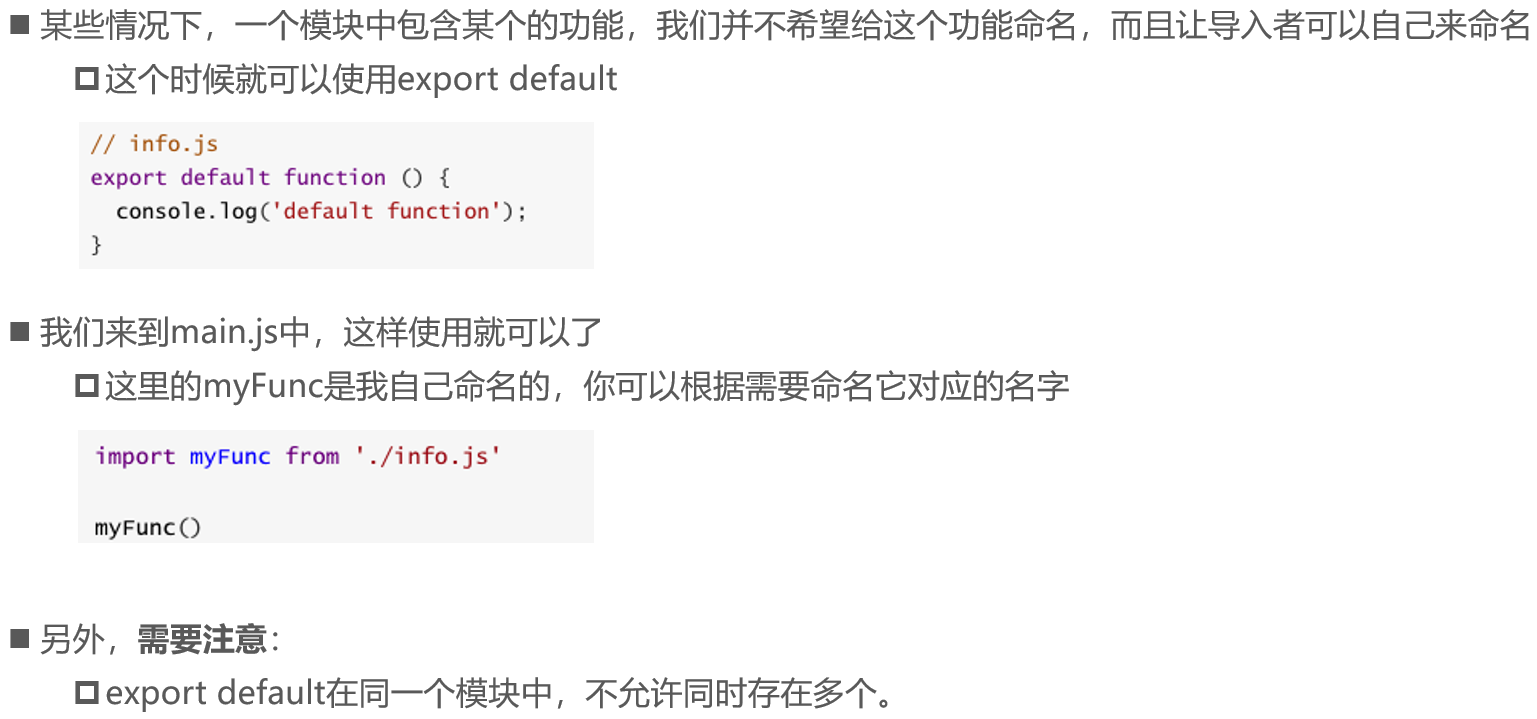 ■ 某些情况下，一个模块中包含某个的功能，我们并不希望给这个功能命名，而且让导入者可以自己来命名
这个时候就可以使用export default
// info.js
export default function () {
  console.log('default function');
}
■ 我们来到main.js中，这样使用就可以了
这里的myFunc是我自己命名的，你可以根据需要命名它对应的名字
import myFunc from './info.js'
myFunc()
■ 另外，需要注意：
export default在同一个模块中，不允许同时存在多个。